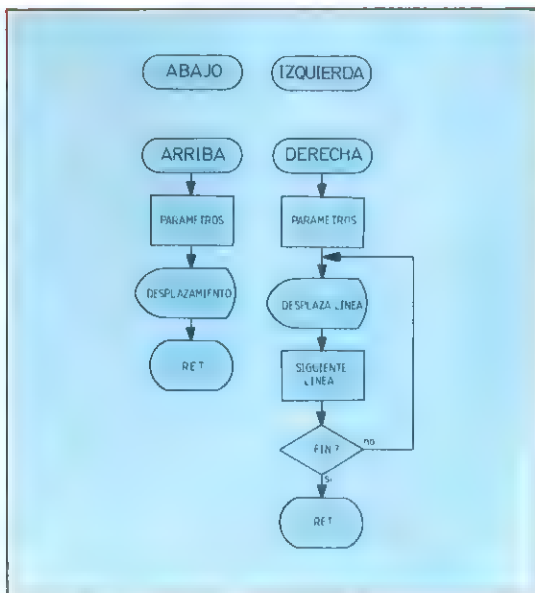 ABAJO
IZQUIERDA
ARRIBA
DERECHA
PARAMETROS
PARAMETROS
DESPLAZAMIENTO
DESPLAZA LINEA
RET
SIGUIENTE
LINEA
FIN?
no
Si
RET